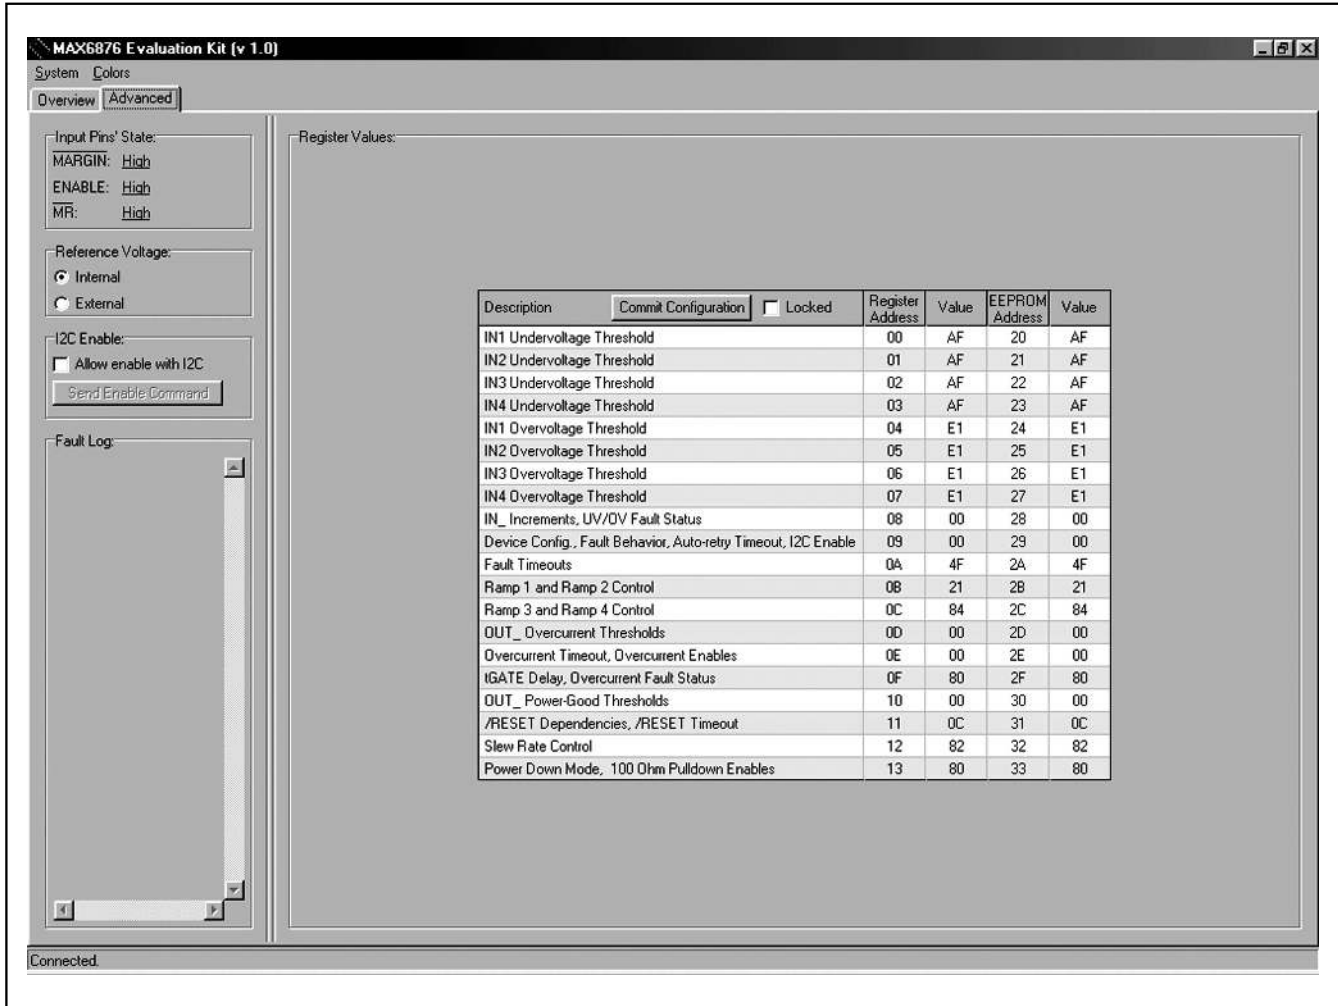 MAX6876 Evaluation Kit (v 1.0)
System Colors
Overview Advanced
Input Pins' State:
MARGIN: High
ENABLE: High
MR: High
Reference Voltage:
Internal
External
I2C Enable:
Allow enable with I2C
Send Enable Command
Fault Log:
Register Values:
Description Commit Configuration Locked Register Address Value EEPROM Address Value
IN1 Undervoltage Threshold 00 AF 20 AF
IN2 Undervoltage Threshold 01 AF 21 AF
IN3 Undervoltage Threshold 02 AF 22 AF
IN4 Undervoltage Threshold 03 AF 23 AF
IN1 Overvoltage Threshold 04 E1 24 E1
IN2 Overvoltage Threshold 05 E1 25 E1
IN3 Overvoltage Threshold 06 E1 26 E1
IN4 Overvoltage Threshold 07 E1 27 E1
IN_ Increments, UV/OV Fault Status 08 00 28 00
Device Config., Fault Behavior, Auto-retry Timeout, I2C Enable 09 00 29 00
Fault Timeouts 0A 4F 2A 4F
Ramp 1 and Ramp 2 Control 0B 21 2B 21
Ramp 3 and Ramp 4 Control 0C 84 2C 84
OUT_ Overcurrent Thresholds 0D 00 2D 00
Overcurrent Timeout, Overcurrent Enables 0E 00 2E 00
tGATE Delay, Overcurrent Fault Status 0F 80 2F 80
OUT_ Power-Good Thresholds 10 00 30 00
/RESET Dependencies, /RESET Timeout 11 0C 31 0C
Slew Rate Control 12 82 32 82
Power Down Mode, 100 Ohm Pulldown Enables 13 80 33 80
Connected.